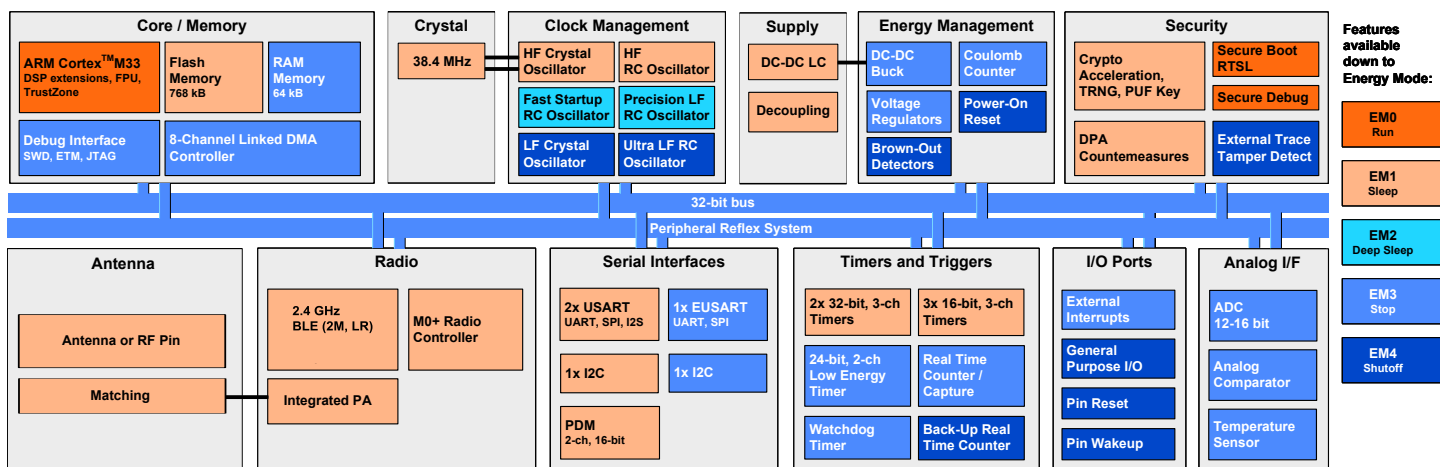 Core / Memory
ARM Cortex™M33
DSP extensions, FPU,
TrustZone
Flash
Memory
768 kB
RAM
Memory
64 kB
Debug Interface
SWD, ETM, JTAG
8-Channel Linked DMA
Controller
Crystal
38.4 MHz
Clock Management
HF Crystal
Oscillator
HF
RC Oscillator
Fast Startup
RC Oscillator
Precision LF
RC Oscillator
LF Crystal
Oscillator
Ultra LF RC
Oscillator
Supply
DC-DC LC
Decoupling
Energy Management
DC-DC
Buck
Coulomb
Counter
Voltage
Regulators
Power-On
Reset
Brown-Out
Detectors
Security
Crypto
Acceleration,
TRNG, PUF Key
Secure Boot
RTSL
Secure Debug
DPA
Countemeasures
External Trace
Tamper Detect
Features
available
down to
Energy Mode:
EM0
Run
EM1
Sleep
EM2
Deep Sleep
EM3
Stop
EM4
Shutoff
32-bit bus
Peripheral Reflex System
Antenna
Antenna or RF Pin
Matching
Radio
2.4 GHz
BLE (2M, LR)
M0+ Radio
Controller
Integrated PA
Serial Interfaces
2x USART
UART, SPI, I2S
1x EUSART
UART, SPI
1x I2C
1x I2C
PDM
2-ch, 16-bit
Timers and Triggers
2x 32-bit, 3-ch
Timers
3x 16-bit, 3-ch
Timers
24-bit, 2-ch
Low Energy
Timer
Real Time
Counter /
Capture
Watchdog
Timer
Back-Up Real
Time Counter
I/O Ports
External
Interrupts
General
Purpose I/O
Pin Reset
Pin Wakeup
Analog I/F
ADC
12-16 bit
Analog
Comparator
Temperature
Sensor